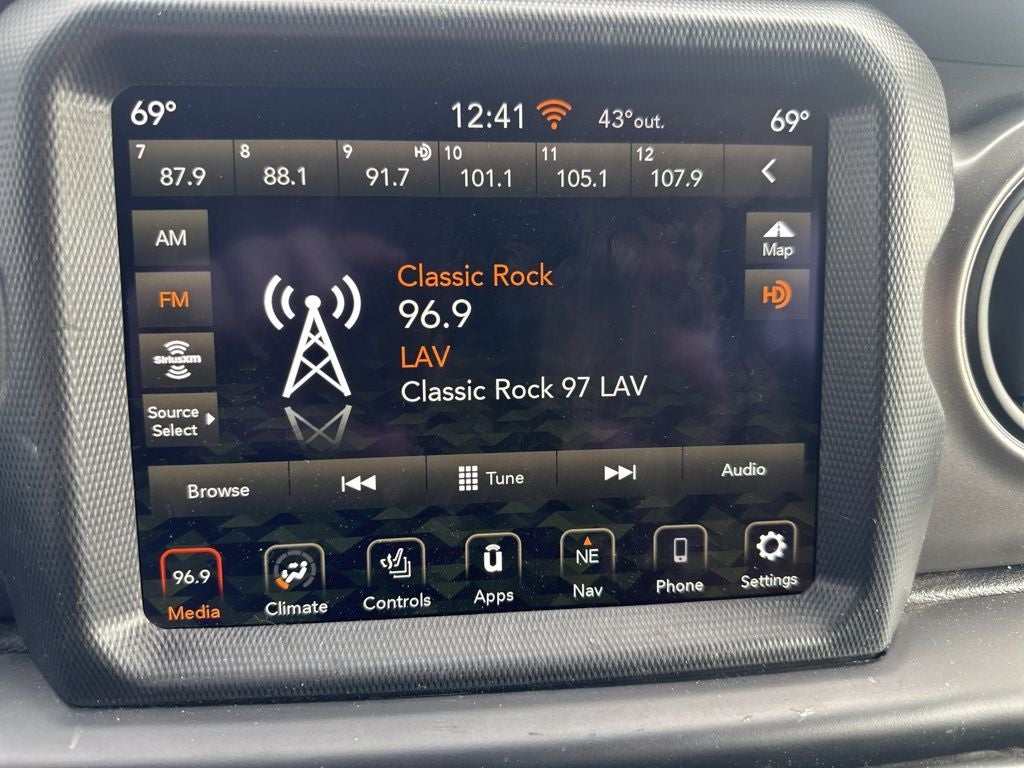 69° 12:41 43°out. 69°
7 8 9 HD 10 11 12
87.9 88.1 91.7 101.1 105.1 107.9
AM
Map
FM
HD
SiriusXM
Source
Select
Classic Rock
96.9
LAV
Classic Rock 97 LAV
Browse Tune Audio
96.9 û NE
Media Climate Controls Apps Nav Phone Settings